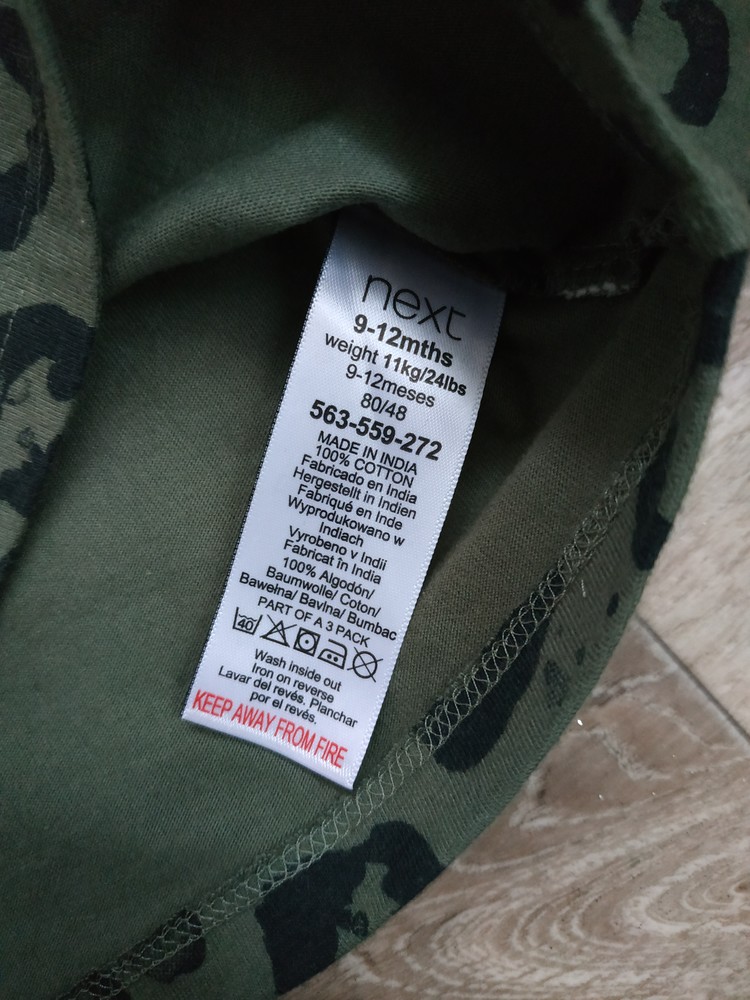 next
9-12mths
weight 11kg/24lbs
9-12meses
80/48
563-559-272
MADE IN INDIA
100% COTTON
Fabricado en India
Hergestellt in Indien
Fabriqué en Inde
Wyprodukowano w
Indiach
Vyrobeno v Indii
Fabricat în India
100% Algodón/
Baumwolle/ Coton/
Bawełna/ Bavlna/ Bumbac
PART OF A 3 PACK
40
Wash inside out
Iron on reverse
Lavar del revés. Planchar
por el revés.
KEEP AWAY FROM FIRE